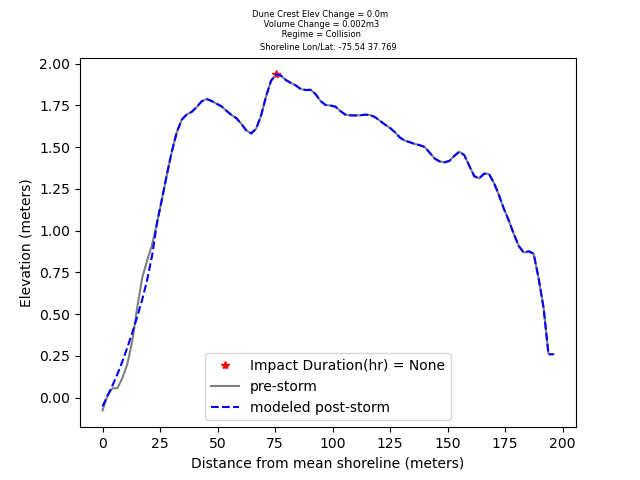 Dune Crest Elev Change = 0.0m
Volume Change = 0.002m3
Regime = Collision
Shoreline Lon/Lat: -75.54 37.769
2.00
1.75
1.50
1.25
1.00
0.75
0.50
0.25
0.00
Elevation (meters)
Impact Duration(hr) = None
pre-storm
modeled post-storm
0
25
50
75
100
125
150
175
200
Distance from mean shoreline (meters)